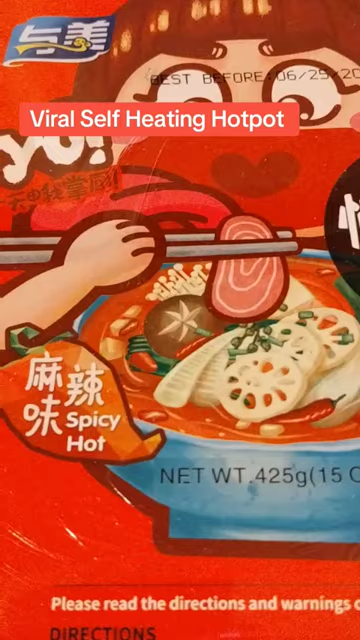 与美
BEST BEFORE:06/25/20
Viral Self Heating Hotpot
yo!
麻辣味
Spicy
Hot
NET WT.425g(15 O
Please read the directions and warnings
DIRECTIONS